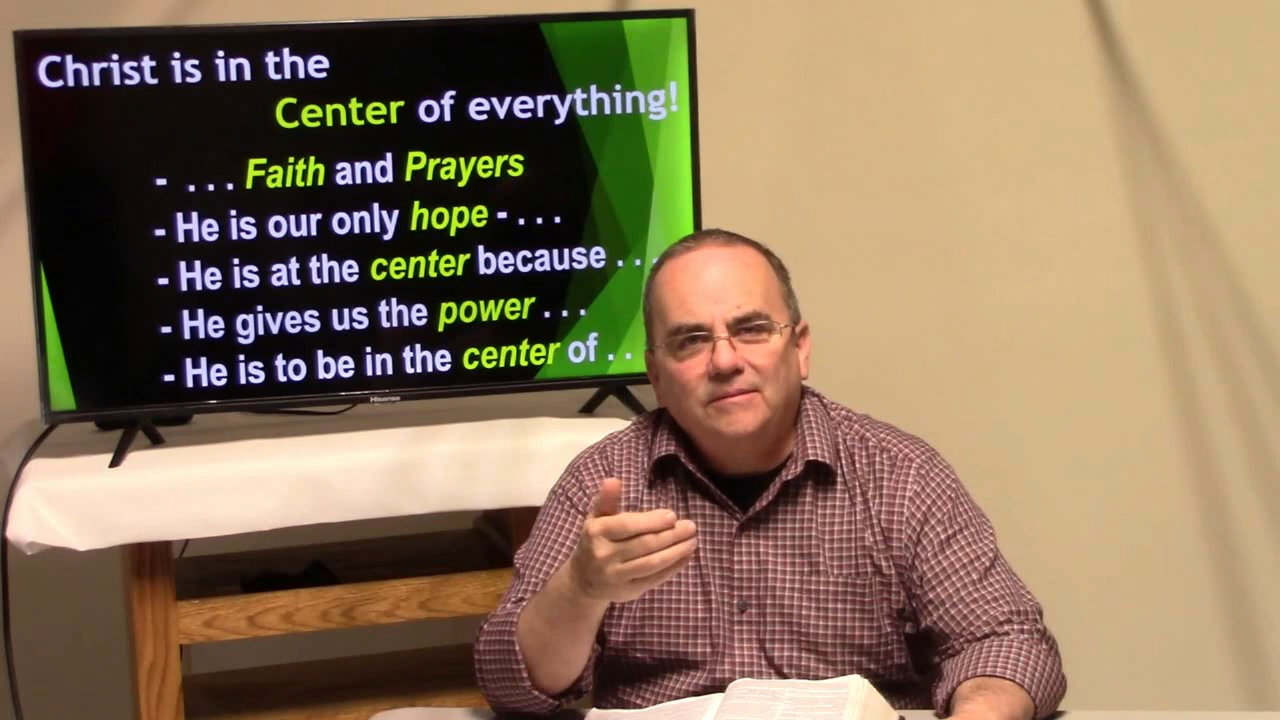 Christ is in the
Center of everything!
- ... Faith and Prayers
- He is our only hope - ...
- He is at the center because ...
- He gives us the power ...
- He is to be in the center of ..
Hisense